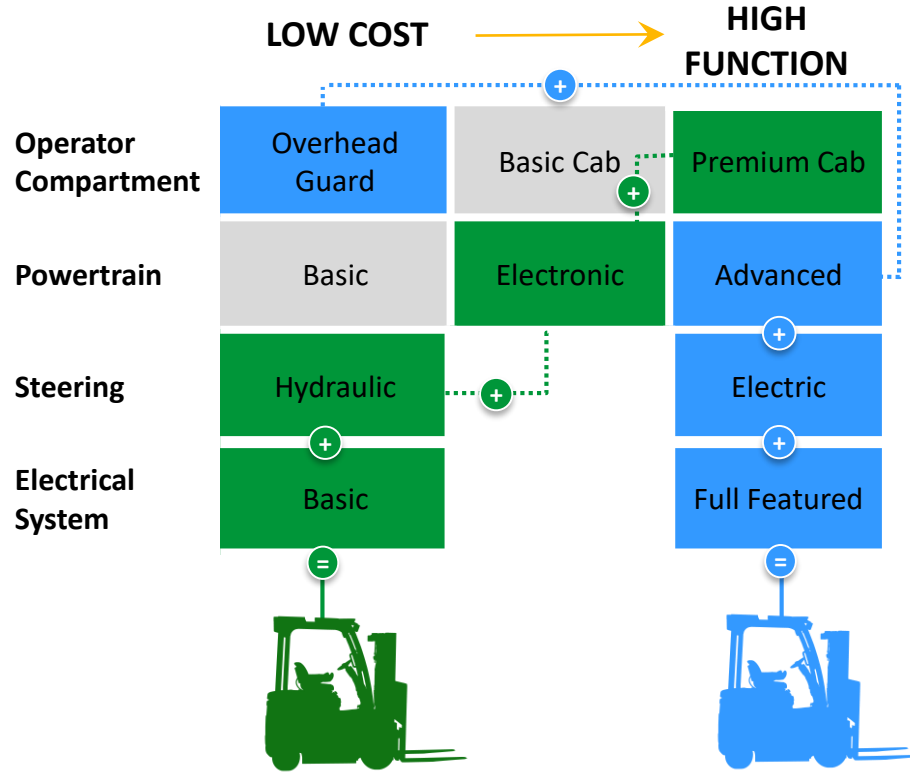 LOW COST
HIGH
FUNCTION
+
Operator
Compartment
Overhead
Guard
Basic Cab
Premium Cab
+
Powertrain
Basic
Electronic
Advanced
+
Steering
Hydraulic
+
Electric
+
+
Electrical
System
Basic
Full Featured
=
=